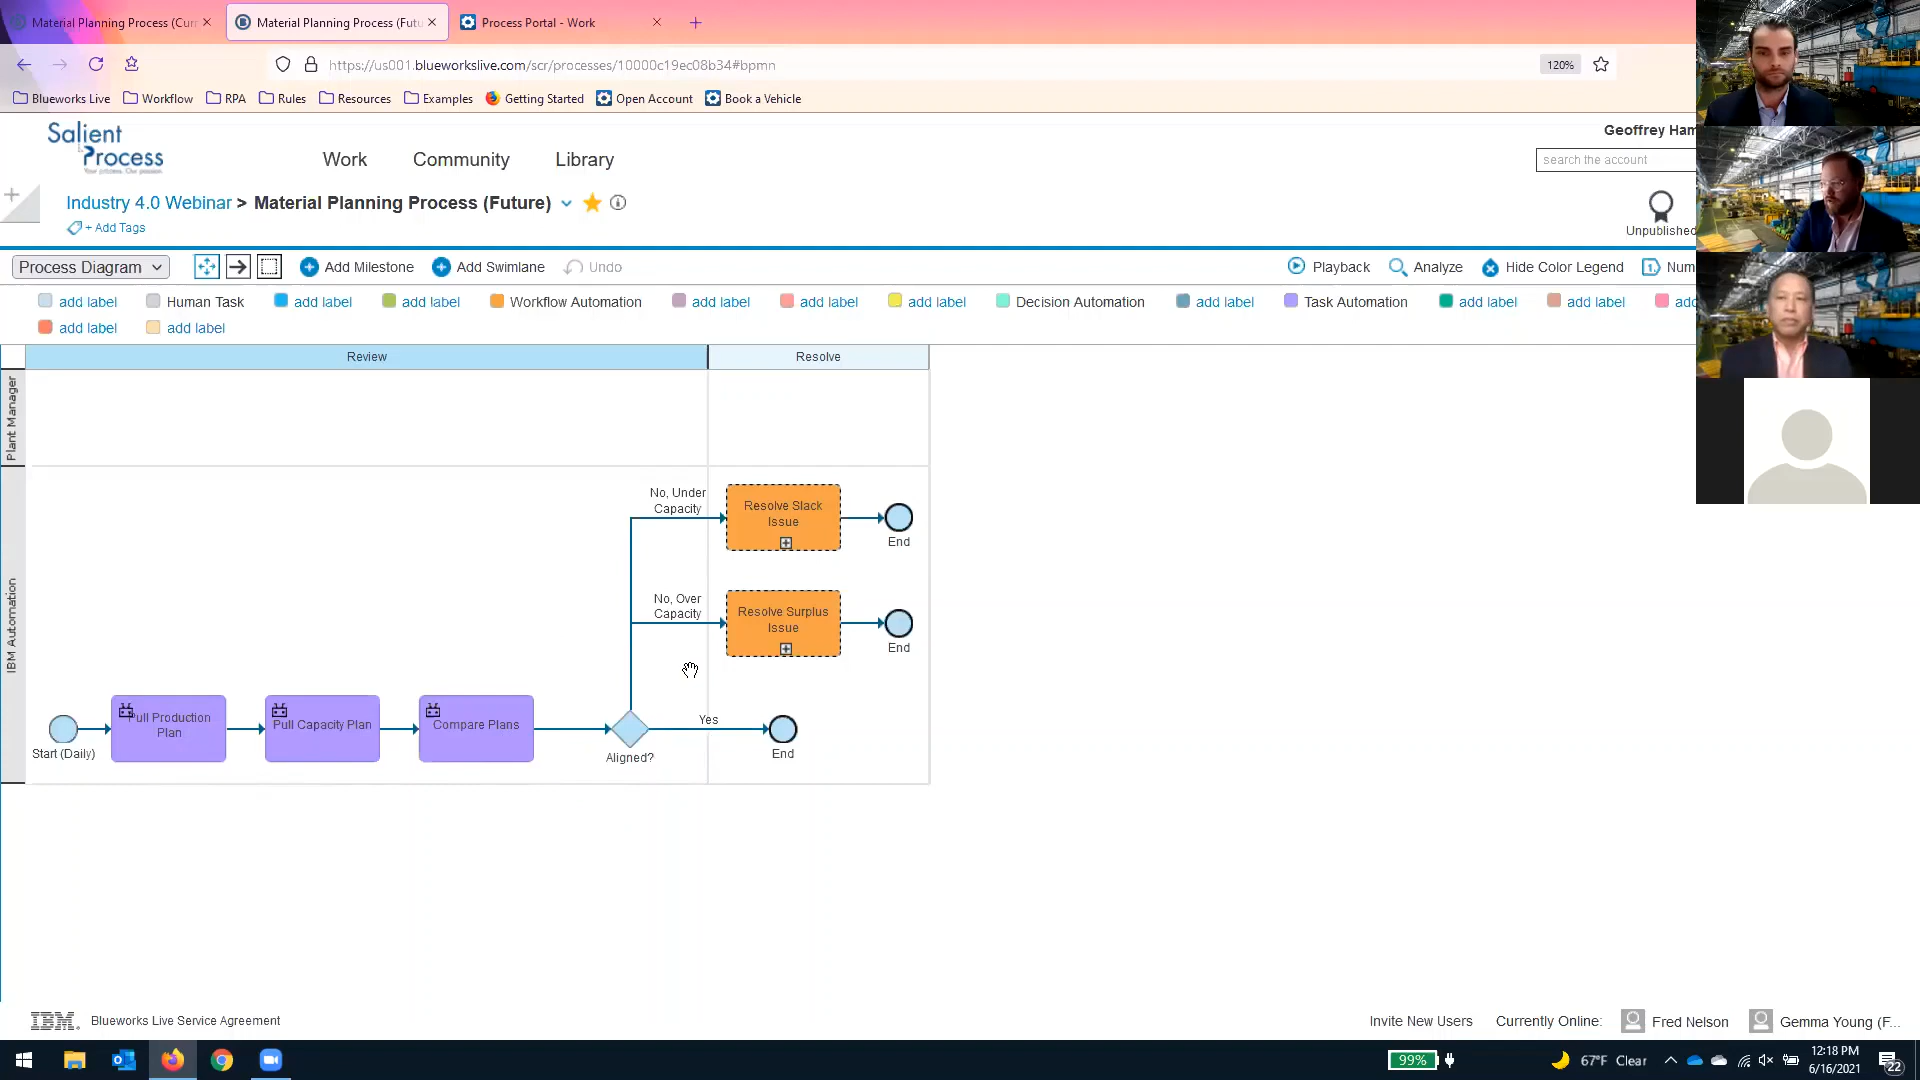 Material Planning Process (Curr
Material Planning Process (Futu
Process Portal - Work
https://us001.blueworkslive.com/scr/processes/10000c19ec08b34#bpmn
120%
Blueworks Live
Workflow
RPA
Rules
Resources
Examples
Getting Started
Open Account
Book a Vehicle
Salient
Process
Work
Community
Library
Geoffrey Ham
search the account
Industry 4.0 Webinar > Material Planning Process (Future)
+ Add Tags
Unpublished
Process Diagram
Add Milestone
Add Swimlane
Undo
Playback
Analyze
Hide Color Legend
Num
add label
Human Task
add label
add label
Workflow Automation
add label
add label
add label
Decision Automation
add label
Task Automation
add label
add label
add
add label
add label
Review
Resolve
Plant Manager
IBM Automation
No, Under
Capacity
Resolve Slack
Issue
End
No, Over
Capacity
Resolve Surplus
Issue
End
Start (Daily)
Pull Production
Plan
Pull Capacity Plan
Compare Plans
Aligned?
Yes
End
IBM.
Blueworks Live Service Agreement
Invite New Users
Currently Online:
Fred Nelson
Gemma Young (F...
99%
67°F Clear
12:18 PM
6/16/2021
22